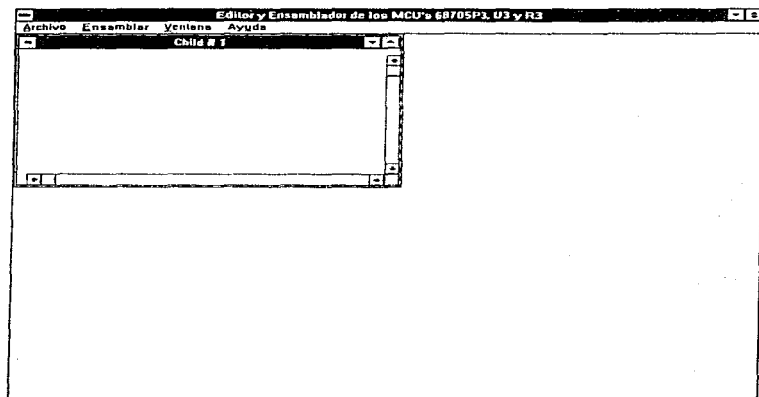 Editor y Ensamblador de los MCU's 68705P3, U3 y R3
Archivo Ensamblar Ventana Ayuda
Child # 1